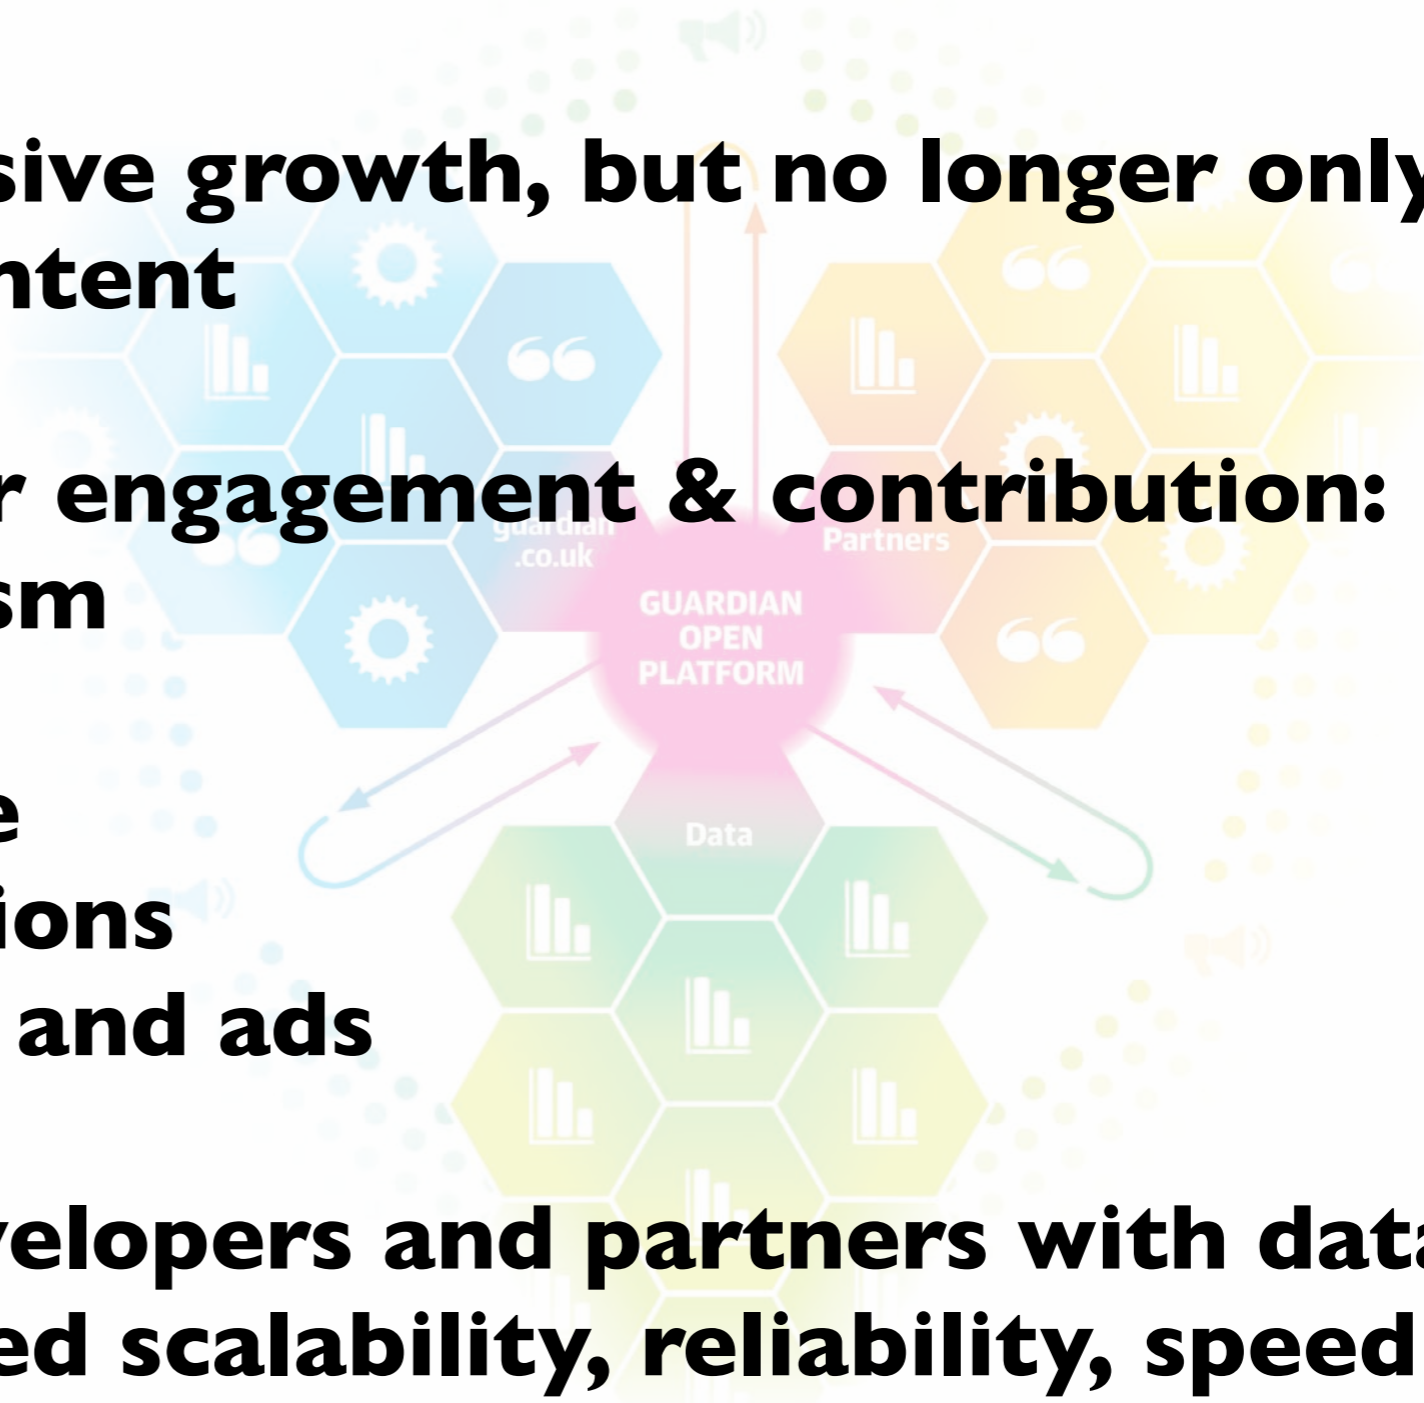 sive growth, but no longer only
ntent
r engagement & contribution:
guardian
.co.uk
Partners
sm
GUARDIAN
OPEN
PLATFORM
e
Data
ions
and ads
velopers and partners with data
ed scalability, reliability, speed